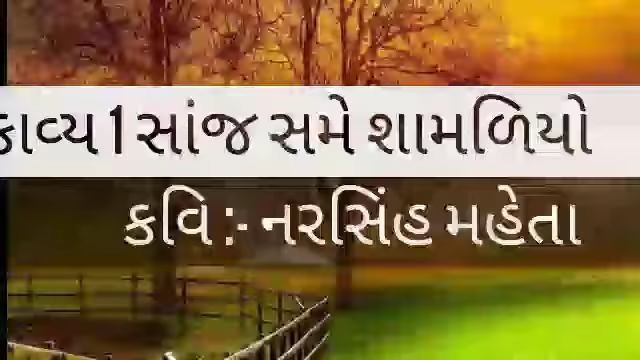 કાવ્ય 1 સાંજ સમે શામળિયો
કવિ :- નરસિંહ મહેતા